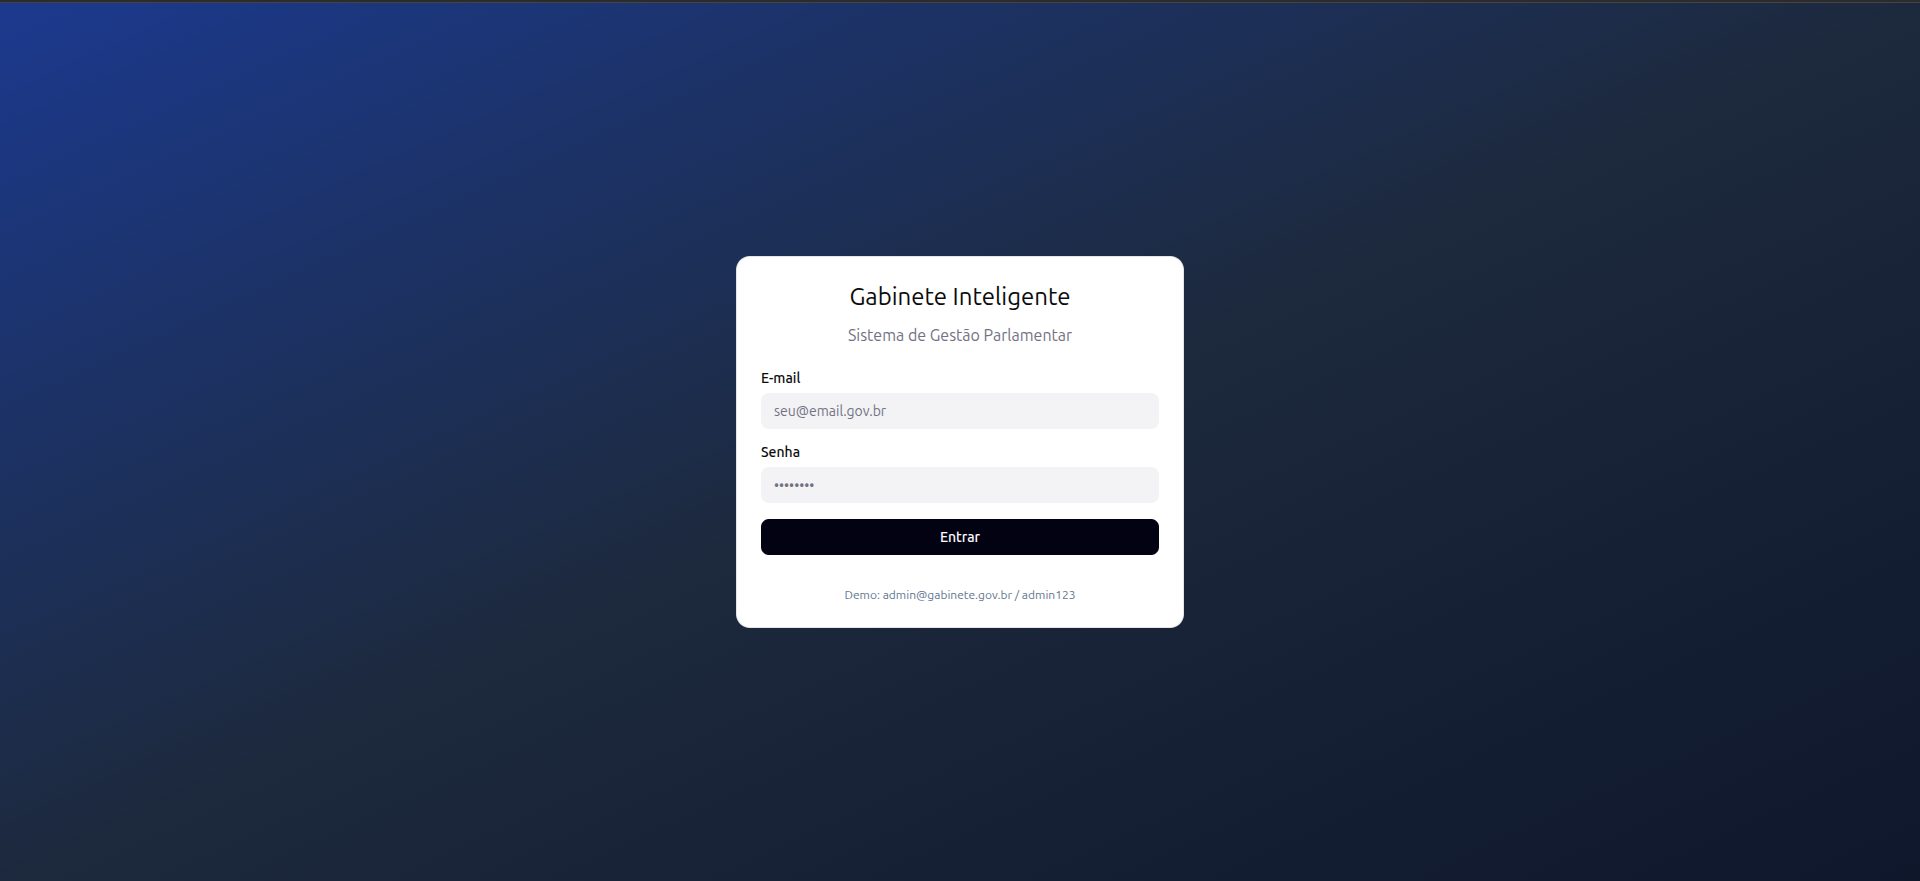 Gabinete Inteligente
Sistema de Gestão Parlamentar
E-mail
seu@email.gov.br
Senha
••••••••
Entrar
Demo: admin@gabinete.gov.br / admin123